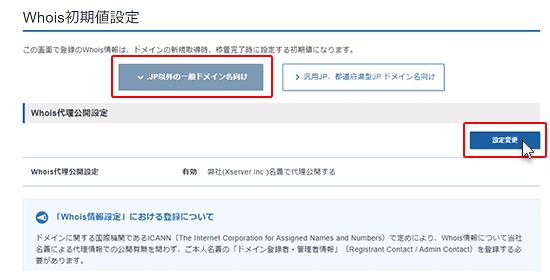 Whois初期値設定
この画面で登録のWhois情報は、ドメインの新規取得時、移管完了時に設定する初期値になります。
JP以外の一般ドメイン名向け
汎用JP、都道府県型JP ドメイン名向け
Whois代理公開設定
設定変更
Whois代理公開設定 有効 弊社(Xserver Inc.)名義で代理公開する
「Whois情報設定」における登録について
ドメインに関する国際機関であるICANN（The Internet Corporation for Assigned Names and Numbers）で定めにより、Whois情報について当社
名義による代理情報での公開有無を問わず、ご本人名義の「ドメイン登録者・管理者情報」（Registrant Contact / Admin Contact）を登録する必
要があります。